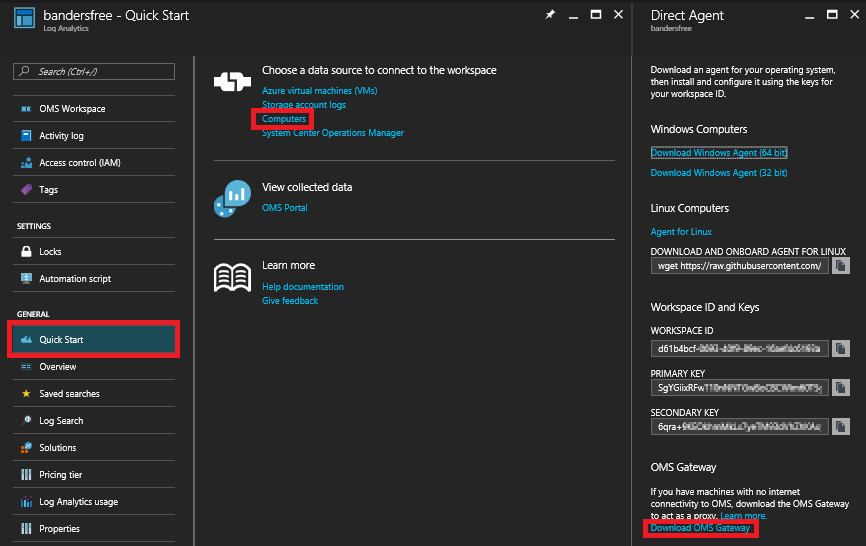 bandersfree - Quick Start
Log Analytics
Search (Ctrl+/)
OMS Workspace
Activity log
Access control (IAM)
Tags
SETTINGS
Locks
Automation script
GENERAL
Quick Start
Overview
Saved searches
Log Search
Solutions
Pricing tier
Log Analytics usage
Properties
Choose a data source to connect to the workspace
Azure virtual machines (VMs)
Storage account logs
Computers
System Center Operations Manager
View collected data
OMS Portal
Learn more
Help documentation
Give feedback
Direct Agent
bandersfree
Download an agent for your operating system,
then install and configure it using the keys for
your workspace ID.
Windows Computers
Download Windows Agent (64 bit)
Download Windows Agent (32 bit)
Linux Computers
Agent for Linux
DOWNLOAD AND ONBOARD AGENT FOR LINUX
wget https://raw.githubusercontent.com/
Workspace ID and Keys
WORKSPACE ID
d61b4bcf-
PRIMARY KEY
SgYGiixRFw
SECONDARY KEY
6qra+9
OMS Gateway
If you have machines with no internet
connectivity to OMS, download the OMS Gateway
to act as a proxy. Learn more.
Download OMS Gateway